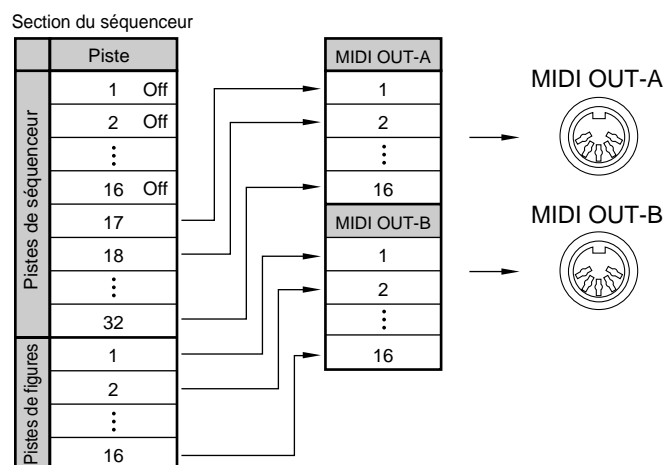 Section du séquenceur
Piste
MIDI OUT-A
Pistes de séquenceur
1 Off
2 Off
16 Off
17
18
32
Pistes de figures
1
2
16
1
2
16
MIDI OUT-B
1
2
16
MIDI OUT-A
MIDI OUT-B